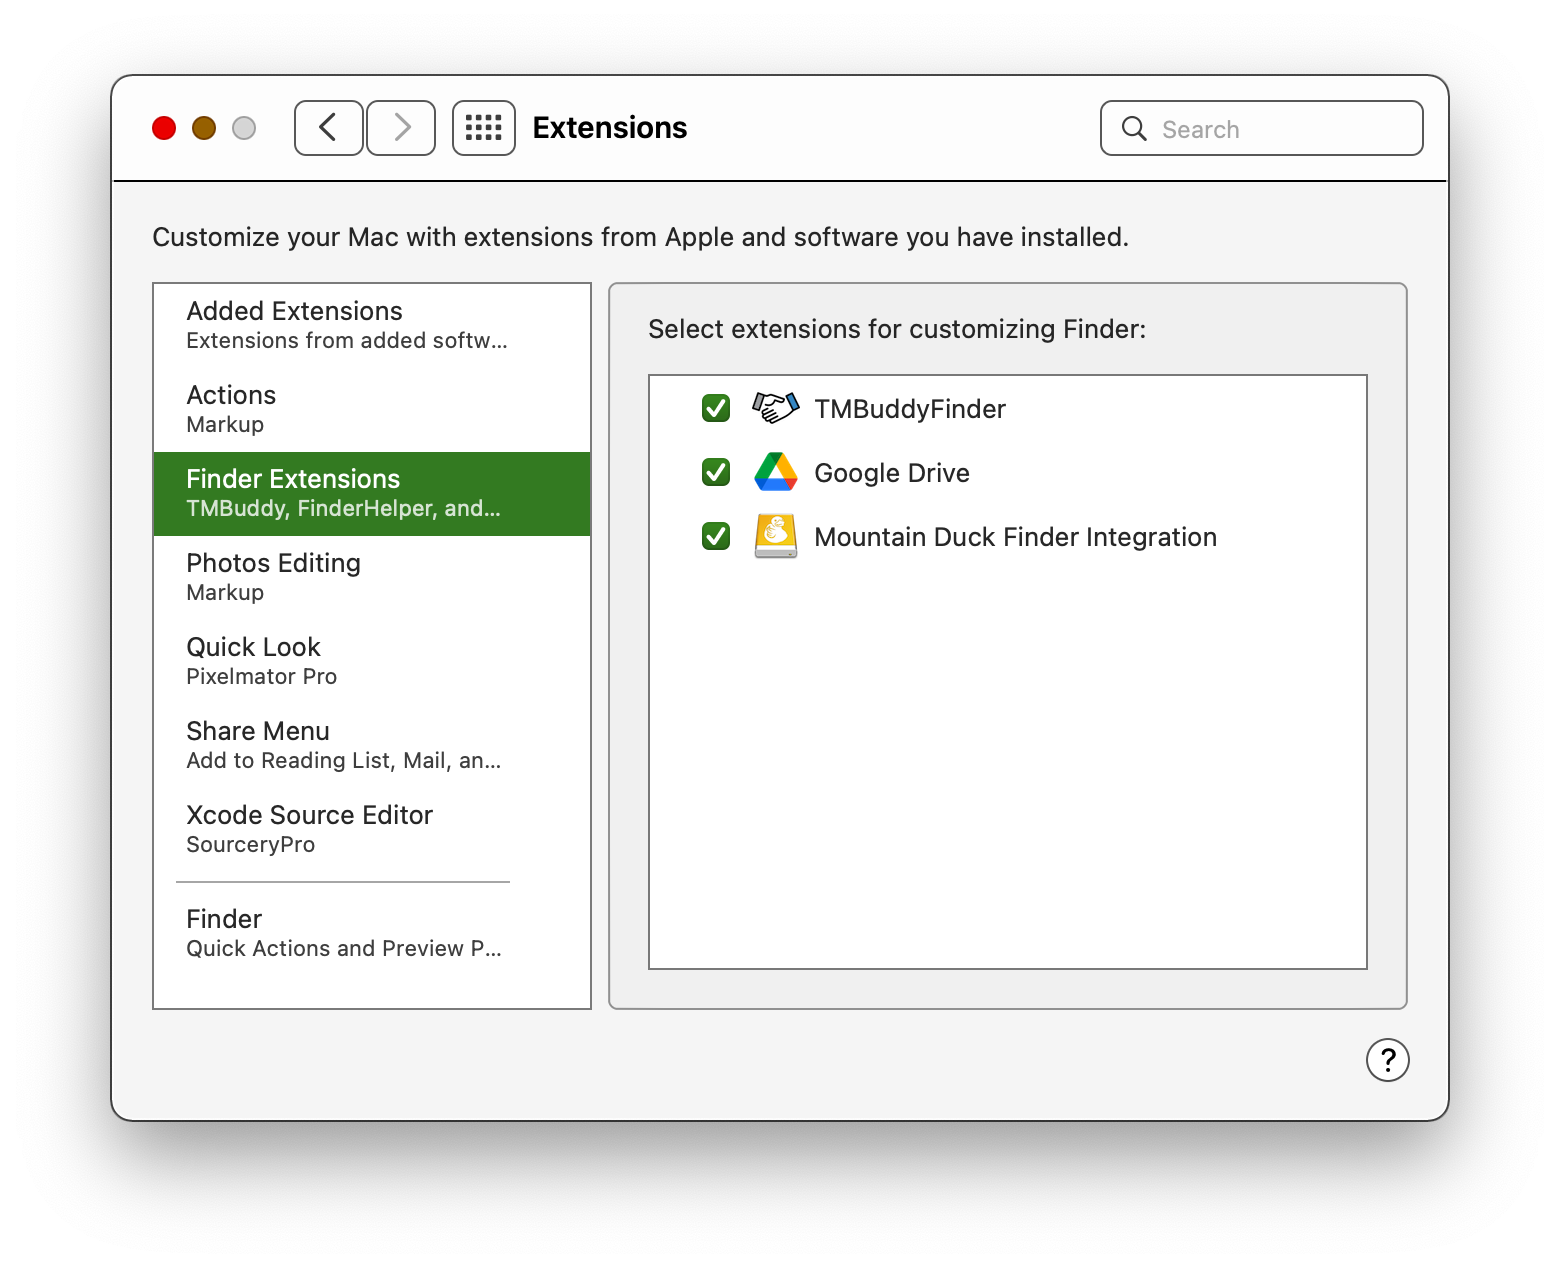 Extensions
Search
Customize your Mac with extensions from Apple and software you have installed.
Added Extensions
Extensions from added softw...
Actions
Markup
Finder Extensions
TMBuddy, FinderHelper, and...
Photos Editing
Markup
Quick Look
Pixelmator Pro
Share Menu
Add to Reading List, Mail, an...
Xcode Source Editor
SourceryPro
Finder
Quick Actions and Preview P...
Select extensions for customizing Finder:
TMBuddyFinder
Google Drive
Mountain Duck Finder Integration
?